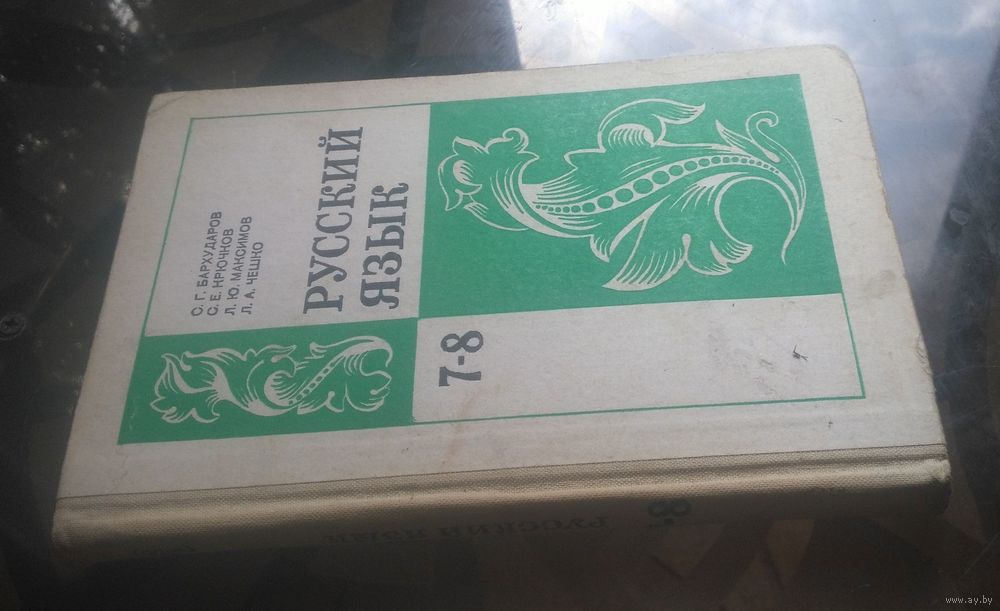 С. Г. БАРХУДАРОВ
С. Е. КРЮЧКОВ
Л. Ю. МАКСИМОВ
Л. А. ЧЕШКО
РУССКИЙ
ЯЗЫК
7-8
РУССКИЙ ЯЗЫК
www.ay.by